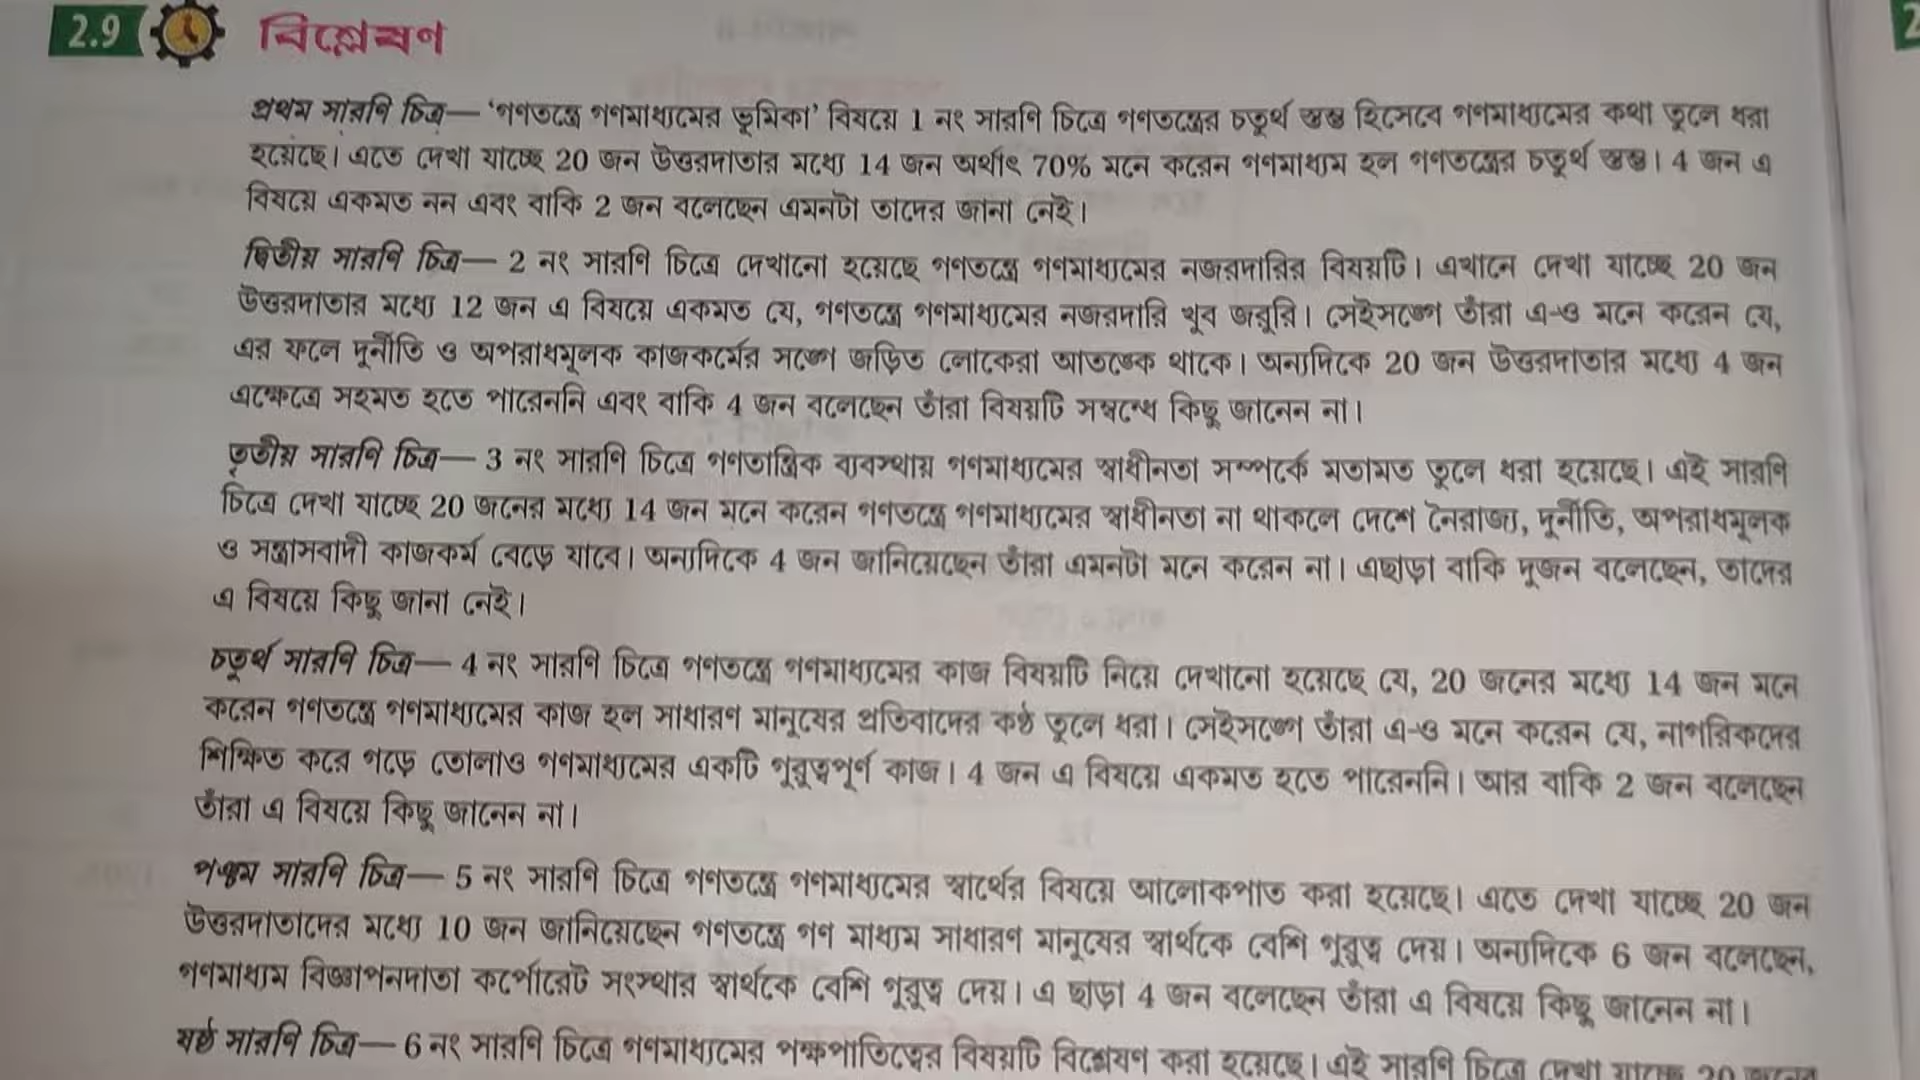 2.9 বিশ্লেষণ
2
প্রথম সারণি চিত্র— ‘গণতন্ত্রে গণমাধ্যমের ভূমিকা’ বিষয়ে 1 নং সারণি চিত্রে গণতন্ত্রের চতুর্থ স্তম্ভ হিসেবে গণমাধ্যমের কথা তুলে ধরা
হয়েছে। এতে দেখা যাচ্ছে 20 জন উত্তরদাতার মধ্যে 14 জন অর্থাৎ 70% মনে করেন গণমাধ্যম হল গণতন্ত্রের চতুর্থ স্তম্ভ। 4 জন এ
বিষয়ে একমত নন এবং বাকি 2 জন বলেছেন এমনটা তাদের জানা নেই।
দ্বিতীয় সারণি চিত্র— 2 নং সারণি চিত্রে দেখানো হয়েছে গণতন্ত্রে গণমাধ্যমের নজরদারির বিষয়টি। এখানে দেখা যাচ্ছে 20 জন
উত্তরদাতার মধ্যে 12 জন এ বিষয়ে একমত যে, গণতন্ত্রে গণমাধ্যমের নজরদারি খুব জরুরি। সেইসঙ্গে তাঁরা এ-ও মনে করেন যে,
এর ফলে দুর্নীতি ও অপরাধমূলক কাজকর্মের সঙ্গে জড়িত লোকেরা আতঙ্কে থাকে। অন্যদিকে 20 জন উত্তরদাতার মধ্যে 4 জন
এক্ষেত্রে সহমত হতে পারেননি এবং বাকি 4 জন বলেছেন তাঁরা বিষয়টি সম্বন্ধে কিছু জানেন না।
তৃতীয় সারণি চিত্র— 3 নং সারণি চিত্রে গণতান্ত্রিক ব্যবস্থায় গণমাধ্যমের স্বাধীনতা সম্পর্কে মতামত তুলে ধরা হয়েছে। এই সারণি
চিত্রে দেখা যাচ্ছে 20 জনের মধ্যে 14 জন মনে করেন গণতন্ত্রে গণমাধ্যমের স্বাধীনতা না থাকলে দেশে নৈরাজ্য, দুর্নীতি, অপরাধমূলক
ও সন্ত্রাসবাদী কাজকর্ম বেড়ে যাবে। অন্যদিকে 4 জন জানিয়েছেন তাঁরা এমনটা মনে করেন না। এছাড়া বাকি দুজন বলেছেন, তাদের
এ বিষয়ে কিছু জানা নেই।
চতুর্থ সারণি চিত্র— 4 নং সারণি চিত্রে গণতন্ত্রে গণমাধ্যমের কাজ বিষয়টি নিয়ে দেখানো হয়েছে যে, 20 জনের মধ্যে 14 জন মনে
করেন গণতন্ত্রে গণমাধ্যমের কাজ হল সাধারণ মানুষের প্রতিবাদের কণ্ঠ তুলে ধরা। সেইসঙ্গে তাঁরা এ-ও মনে করেন যে, নাগরিকদের
শিক্ষিত করে গড়ে তোলাও গণমাধ্যমের একটি গুরুত্বপূর্ণ কাজ। 4 জন এ বিষয়ে একমত হতে পারেননি। আর বাকি 2 জন বলেছেন
তাঁরা এ বিষয়ে কিছু জানেন না।
পঞ্চম সারণি চিত্র— 5 নং সারণি চিত্রে গণতন্ত্রে গণমাধ্যমের স্বার্থের বিষয়ে আলোকপাত করা হয়েছে। এতে দেখা যাচ্ছে 20 জন
উত্তরদাতাদের মধ্যে 10 জন জানিয়েছেন গণতন্ত্রে গণ মাধ্যম সাধারণ মানুষের স্বার্থকে বেশি গুরুত্ব দেয়। অন্যদিকে 6 জন বলেছেন,
গণমাধ্যম বিজ্ঞাপনদাতা কর্পোরেট সংস্থার স্বার্থকে বেশি গুরুত্ব দেয়। এ ছাড়া 4 জন বলেছেন তাঁরা এ বিষয়ে কিছু জানেন না।
ষষ্ঠ সারণি চিত্র— 6 নং সারণি চিত্রে গণমাধ্যমের পক্ষপাতিত্বের বিষয়টি বিশ্লেষণ করা হয়েছে। এই সারণি চিত্রে দেখা যাচ্ছে 20 জনের